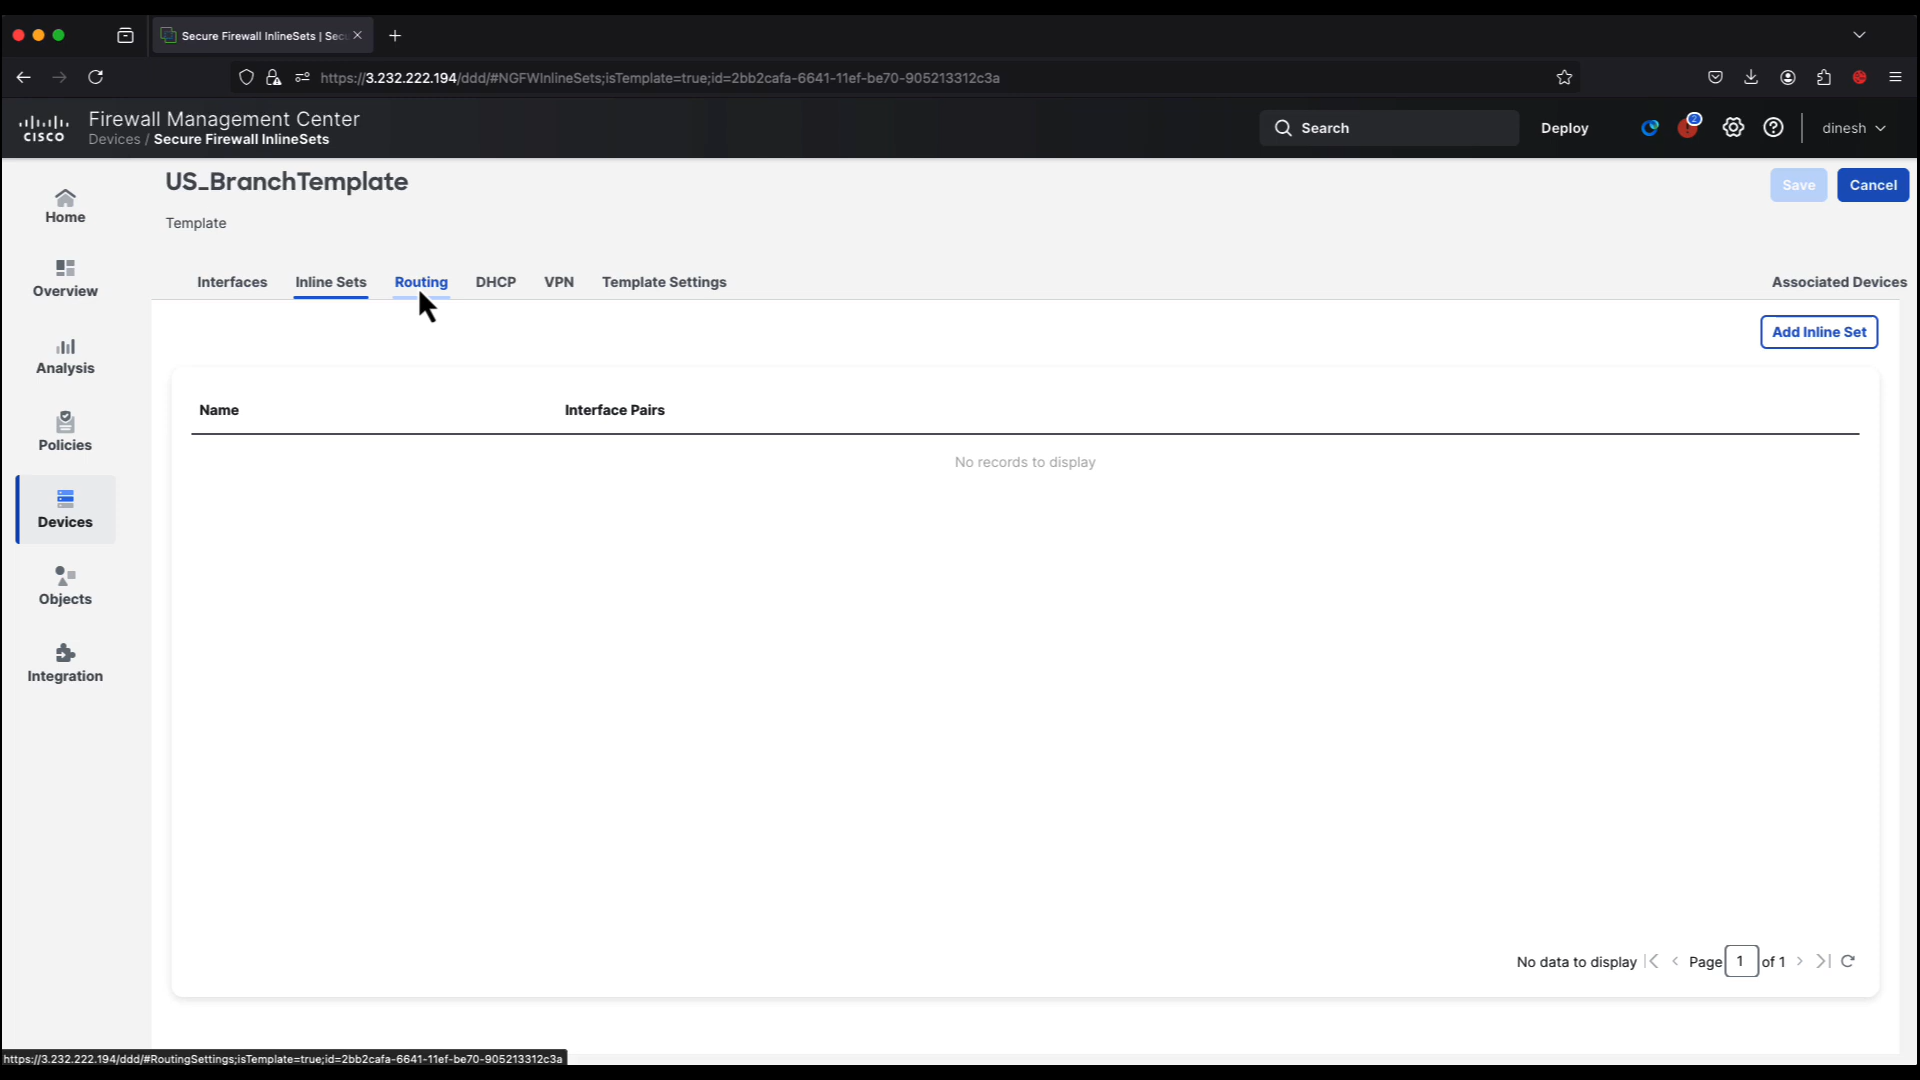 Secure Firewall InlineSets | Sec
https://3.232.222.194/ddd/#NGFWInlineSets;isTemplate=true;id=2bb2cafa-6641-11ef-be70-905213312c3a
CISCO
Firewall Management Center
Devices / Secure Firewall InlineSets
Search
Deploy
2
dinesh
Home
Overview
Analysis
Policies
Devices
Objects
Integration
US_BranchTemplate
Save
Cancel
Template
Interfaces
Inline Sets
Routing
DHCP
VPN
Template Settings
Associated Devices
Add Inline Set
Name
Interface Pairs
No records to display
No data to display
Page 1 of 1
https://3.232.222.194/ddd/#RoutingSettings;isTemplate=true;id=2bb2cafa-6641-11ef-be70-905213312c3a